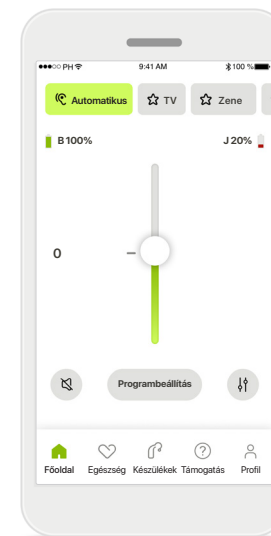 PH 9:41 AM 100 %
Automatikus TV Zene
B 100% J 20%
0
Programbeállítás
Főoldal Egészség Készülékek Támogatás Profil